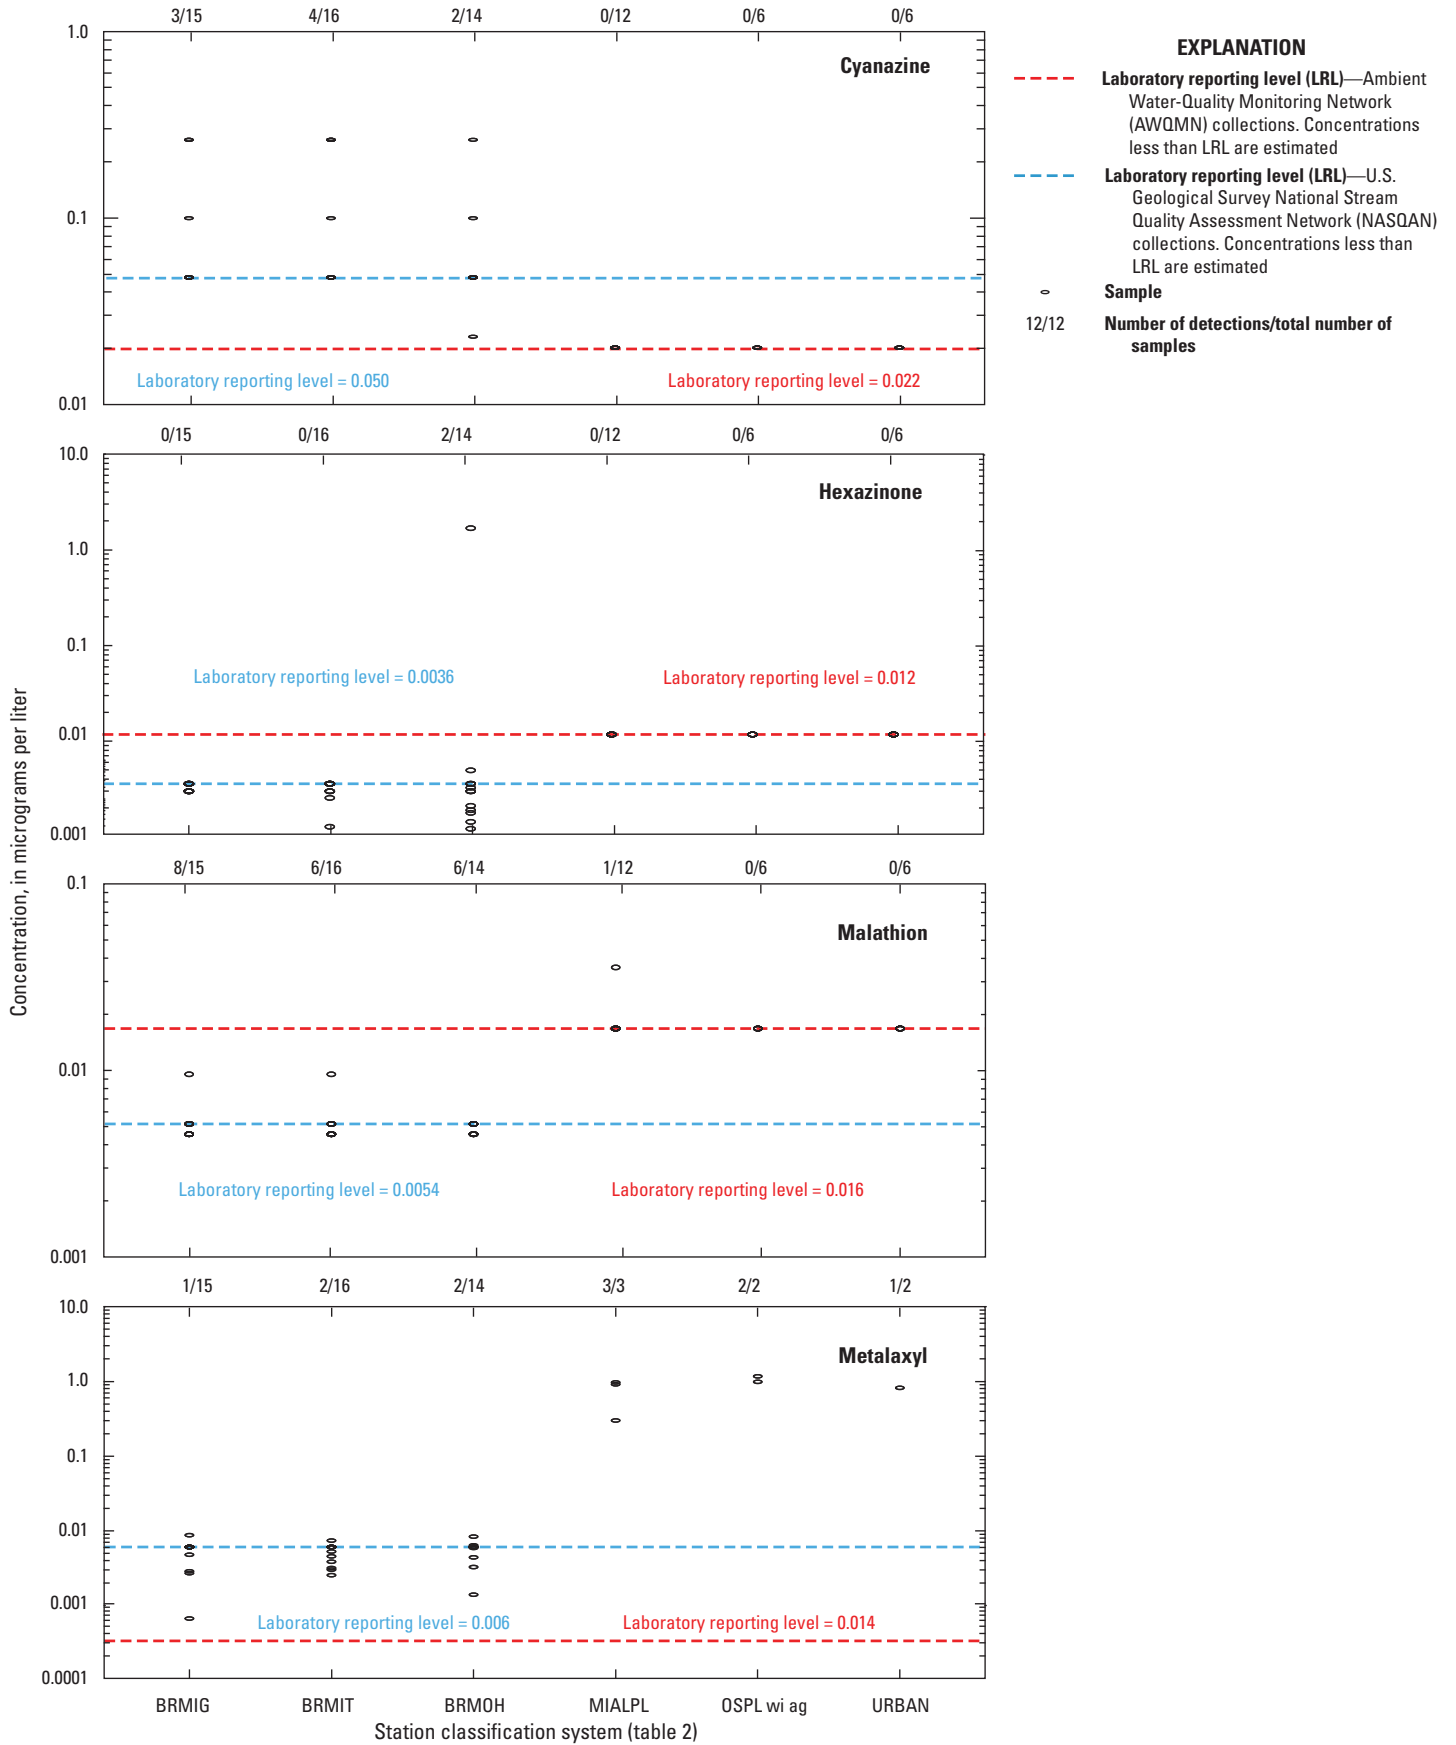 3/15 4/16 2/14 0/12 0/6 0/6
1.0
0.1
0.01
Cyanazine
Laboratory reporting level = 0.050
Laboratory reporting level = 0.022
EXPLANATION
Laboratory reporting level (LRL)—Ambient
Water-Quality Monitoring Network
(AWQMN) collections. Concentrations
less than LRL are estimated
Laboratory reporting level (LRL)—U.S.
Geological Survey National Stream
Quality Assessment Network (NASQAN)
collections. Concentrations less than
LRL are estimated
Sample
12/12 Number of detections/total number of
samples
0/15 0/16 2/14 0/12 0/6 0/6
10.0
1.0
0.1
0.01
0.001
Hexazinone
Laboratory reporting level = 0.0036
Laboratory reporting level = 0.012
Concentration, in micrograms per liter
8/15 6/16 6/14 1/12 0/6 0/6
0.1
0.01
0.001
Malathion
Laboratory reporting level = 0.0054
Laboratory reporting level = 0.016
1/15 2/16 2/14 3/3 2/2 1/2
10.0
1.0
0.1
0.01
0.001
0.0001
Metalaxyl
Laboratory reporting level = 0.006
Laboratory reporting level = 0.014
BRMIG BRMIT BRMOH MIALPL OSPL wi ag URBAN
Station classification system (table 2)